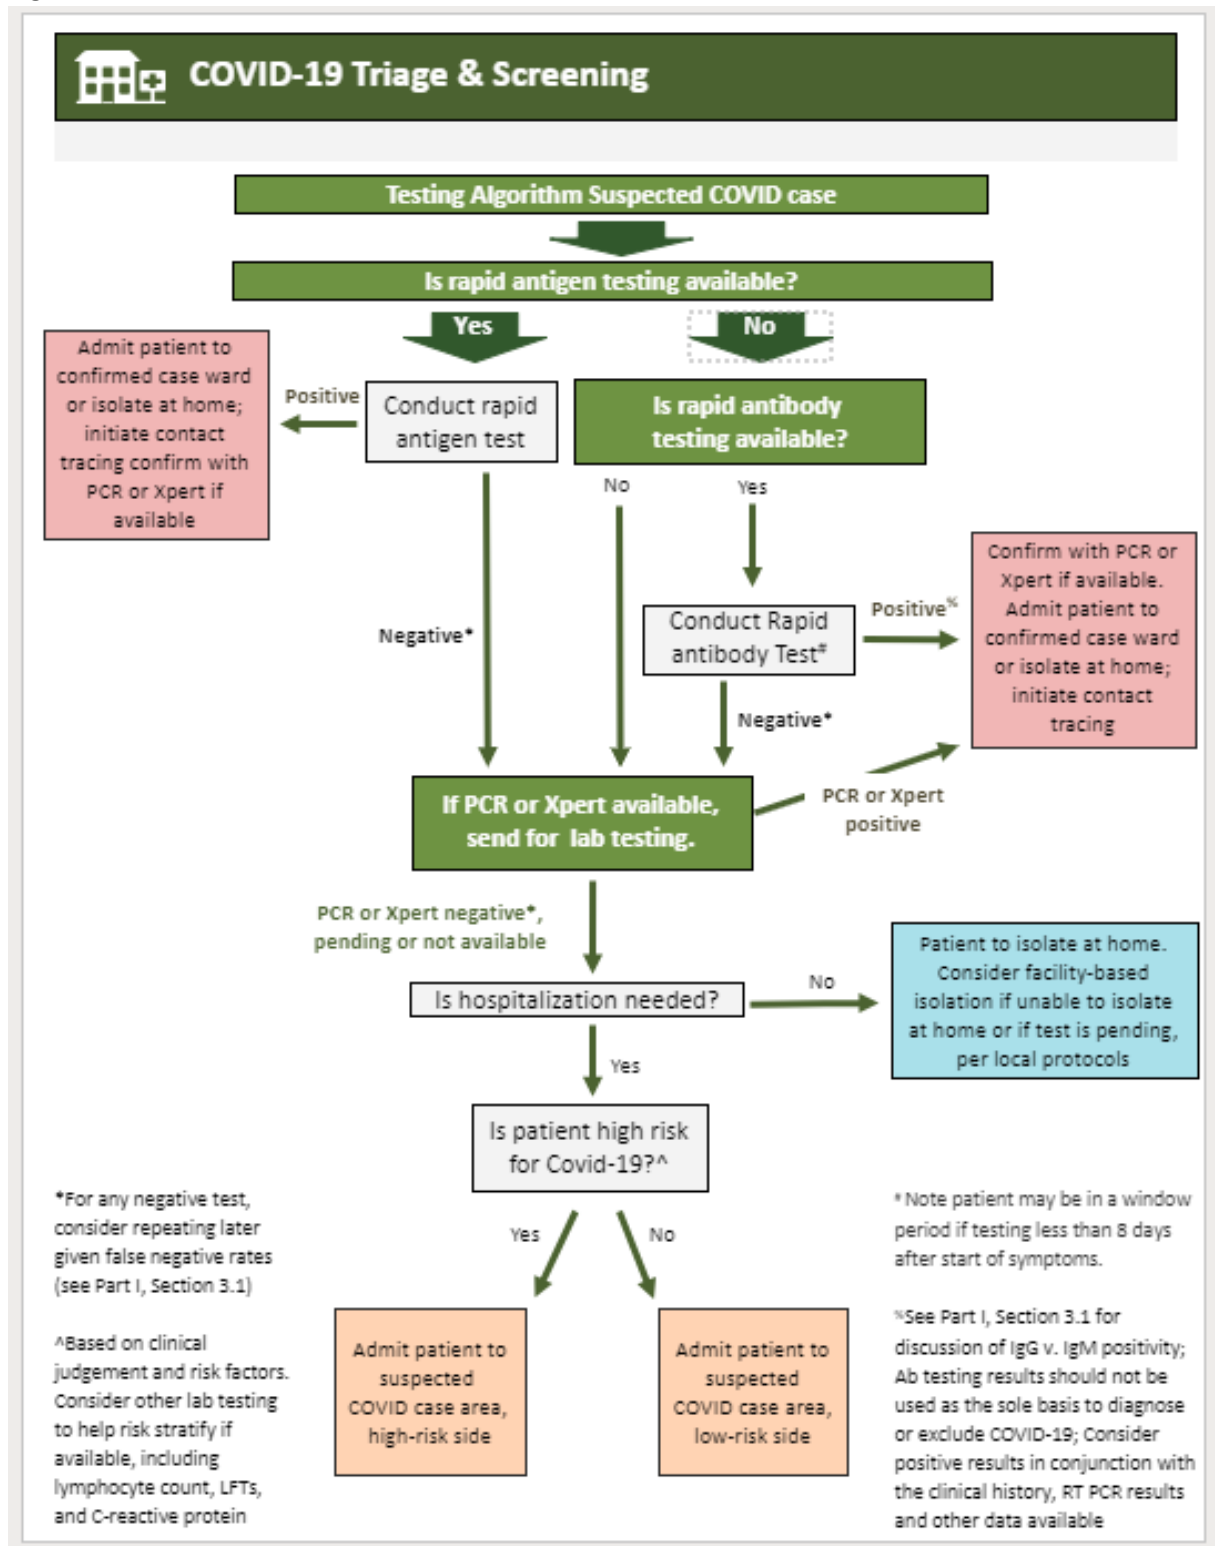 COVID-19 Triage & Screening
Testing Algorithm Suspected COVID case
Is rapid antigen testing available?
Yes
No
Admit patient to
confirmed case ward
or isolate at home;
initiate contact
tracing confirm with
PCR or Xpert if
available
Positive
Conduct rapid
antigen test
Is rapid antibody
testing available?
No
Yes
Negative*
Conduct Rapid
antibody Test#
Positive%
Confirm with PCR or
Xpert if available.
Admit patient to
confirmed case ward
or isolate at home;
initiate contact
tracing
Negative*
If PCR or Xpert available,
send for lab testing.
PCR or Xpert
positive
PCR or Xpert negative*,
pending or not available
Is hospitalization needed?
No
Patient to isolate at home.
Consider facility-based
isolation if unable to isolate
at home or if test is pending,
per local protocols
Yes
Is patient high risk
for Covid-19?^
Yes
No
Admit patient to
suspected
COVID case area,
high-risk side
Admit patient to
suspected
COVID case area,
low-risk side
*For any negative test,
consider repeating later
given false negative rates
(see Part I, Section 3.1)
^Based on clinical
judgement and risk factors.
Consider other lab testing
to help risk stratify if
available, including
lymphocyte count, LFTs,
and C-reactive protein
# Note patient may be in a window
period if testing less than 8 days
after start of symptoms.
%See Part I, Section 3.1 for
discussion of IgG v. IgM positivity;
Ab testing results should not be
used as the sole basis to diagnose
or exclude COVID-19; Consider
positive results in conjunction with
the clinical history, RT PCR results
and other data available